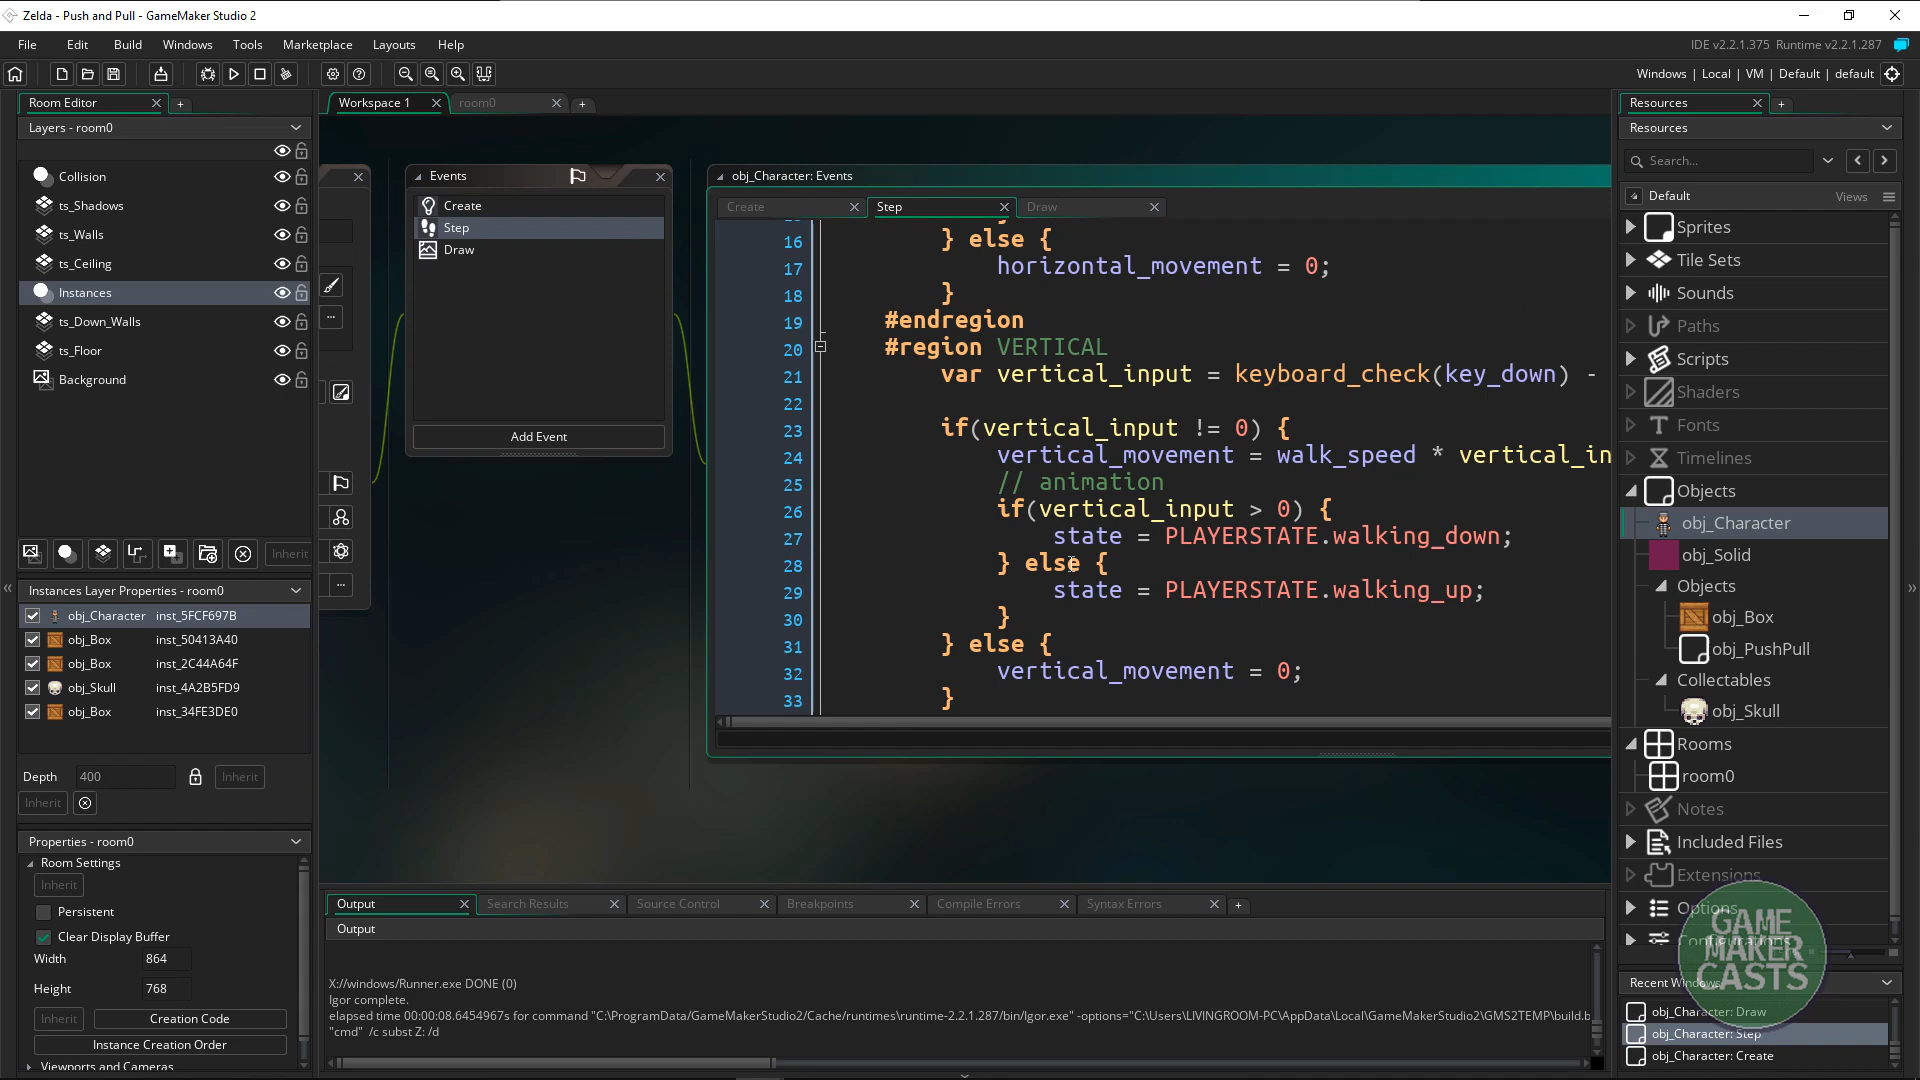 Zelda - Push and Pull - GameMaker Studio 2
File Edit Build Windows Tools Marketplace Layouts Help
IDE v2.2.1.375 Runtime v2.2.1.287
Windows | Local | VM | Default | default
Room Editor
Layers - room0
Collision
ts_Shadows
ts_Walls
ts_Ceiling
Instances
ts_Down_Walls
ts_Floor
Background
Inherit
Instances Layer Properties - room0
obj_Character inst_5FCF697B
obj_Box inst_50413A40
obj_Box inst_2C44A64F
obj_Skull inst_4A2B5FD9
obj_Box inst_34FE3DE0
Depth 400 Inherit
Inherit
Properties - room0
Room Settings
Inherit
Persistent
Clear Display Buffer
Width 864
Height 768
Inherit Creation Code
Instance Creation Order
Viewports and Cameras
Workspace 1 room0
Events
Create
Step
Draw
Add Event
obj_Character: Events
Create Step Draw
16 } else {
17 horizontal_movement = 0;
18 }
19 #endregion
20 #region VERTICAL
21 var vertical_input = keyboard_check(key_down) -
22
23 if(vertical_input != 0) {
24 vertical_movement = walk_speed * vertical_in
25 // animation
26 if(vertical_input > 0) {
27 state = PLAYERSTATE.walking_down;
28 } else {
29 state = PLAYERSTATE.walking_up;
30 }
31 } else {
32 vertical_movement = 0;
33 }
Output Search Results Source Control Breakpoints Compile Errors Syntax Errors
Output
X://windows/Runner.exe DONE (0)
Igor complete.
elapsed time 00:00:08.6454967s for command "C:\ProgramData/GameMakerStudio2/Cache/runtimes\runtime-2.2.1.287/bin/Igor.exe" -options="C:\Users\LIVINGROOM-PC\AppData\Local\GameMakerStudio2\GMS2TEMP\build.b
"cmd" /c subst Z: /d
Resources
Resources
Search...
Default Views
Sprites
Tile Sets
Sounds
Paths
Scripts
Shaders
Fonts
Timelines
Objects
obj_Character
obj_Solid
Objects
obj_Box
obj_PushPull
Collectables
obj_Skull
Rooms
room0
Notes
Included Files
Extensions
Options
Configurations
GAME
MAKER
CASTS
Recent Windows
obj_Character: Draw
obj_Character: Step
obj_Character: Create